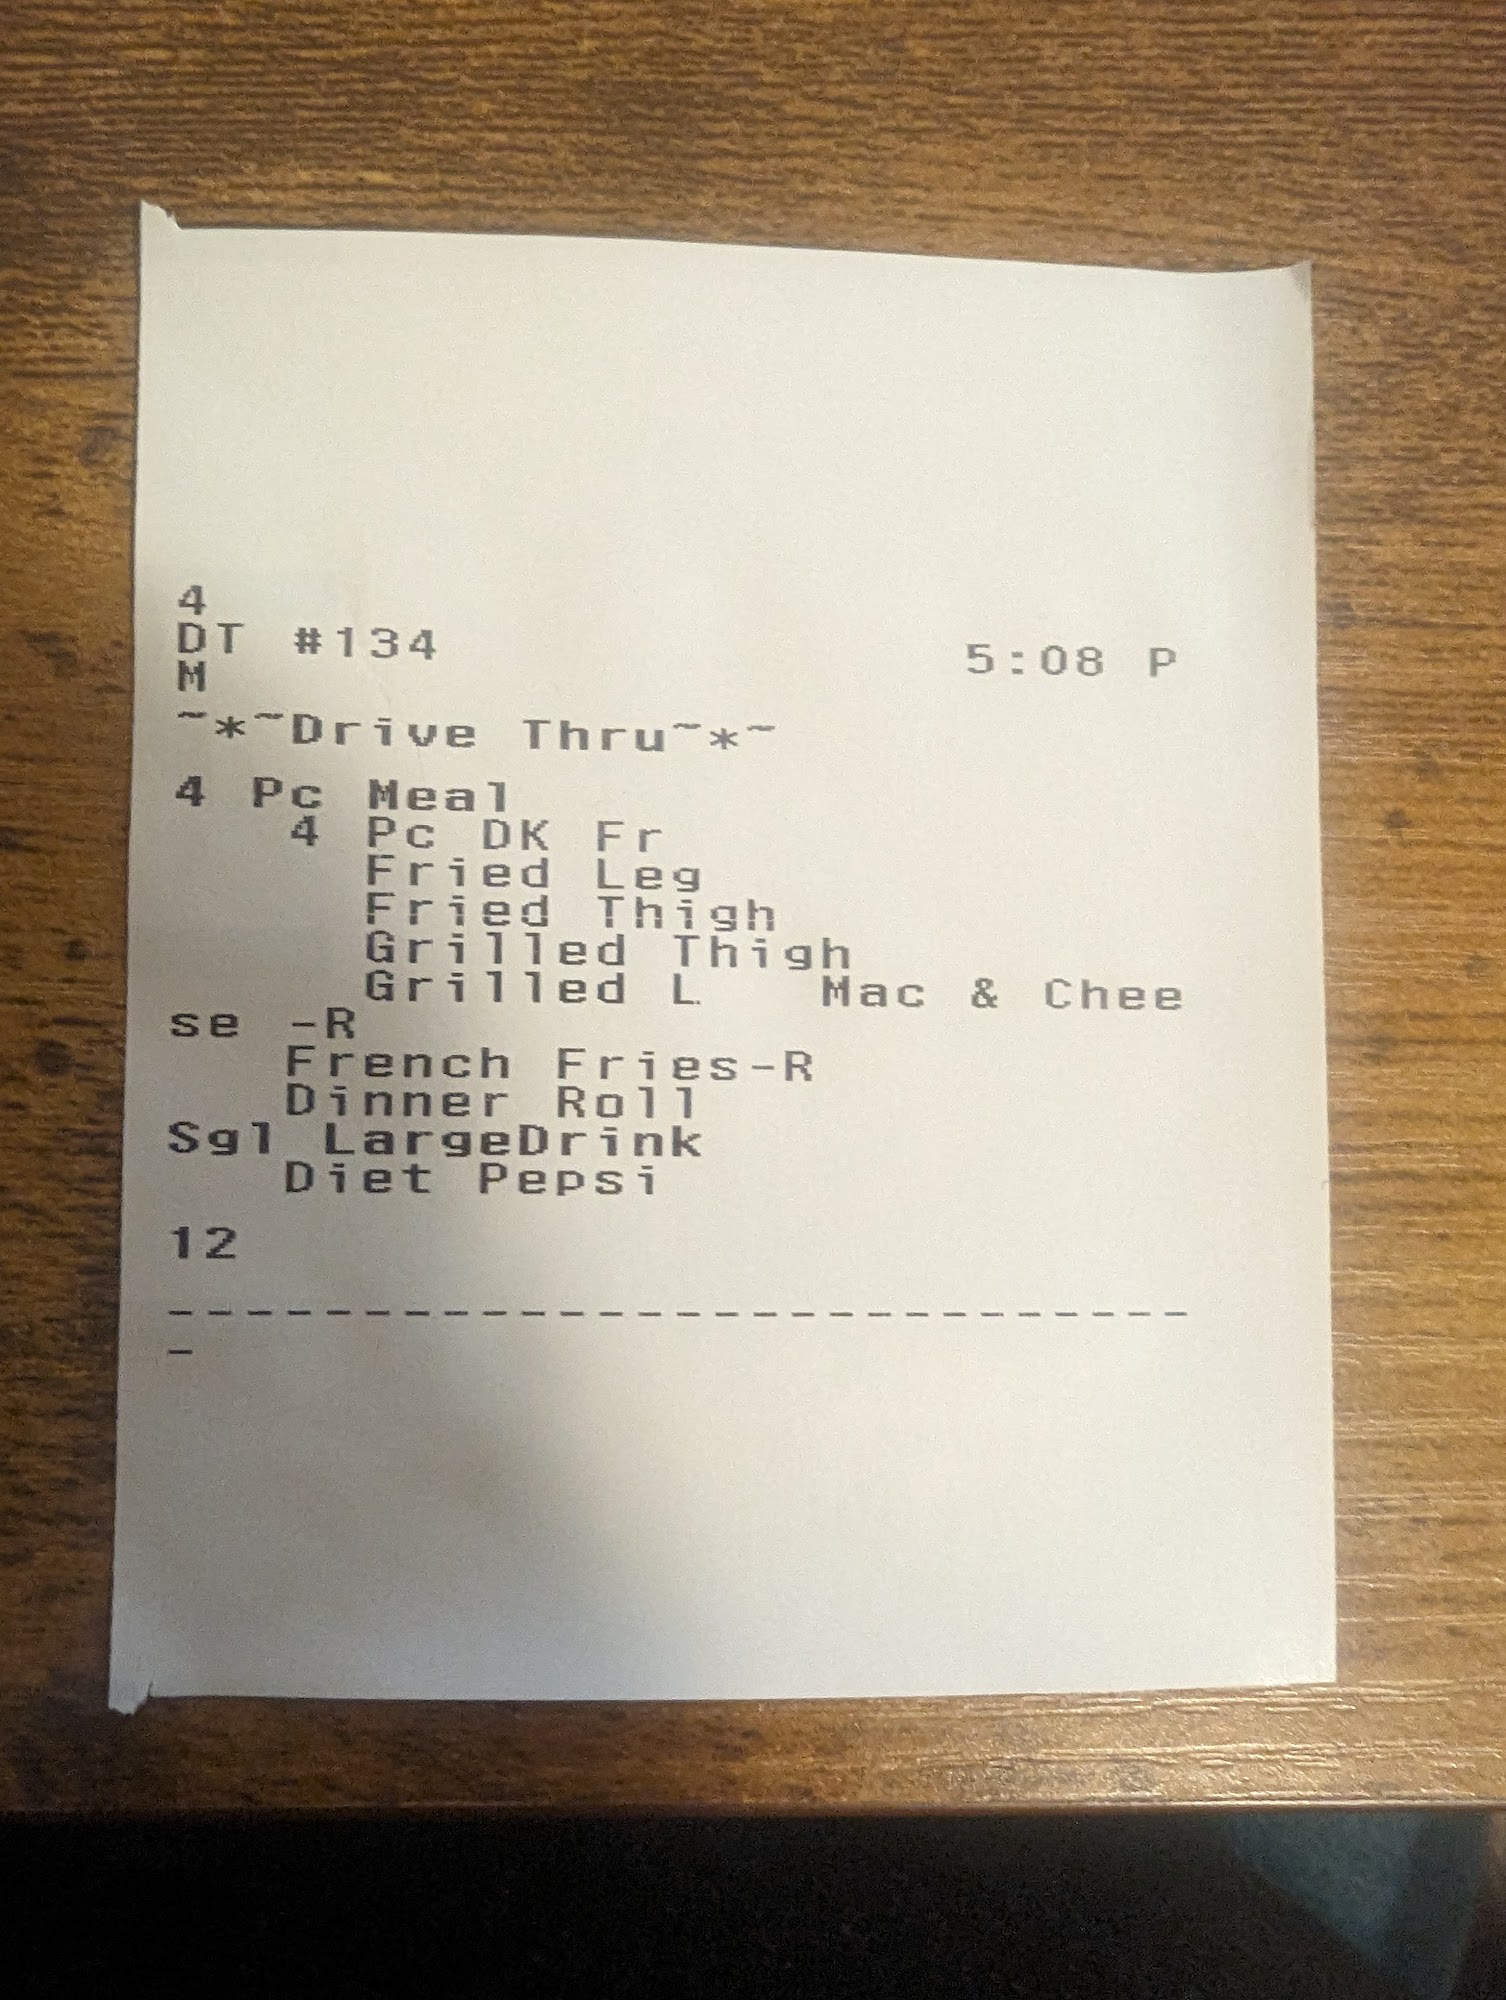 4
DT #134 5:08 P
M
~*~Drive Thru~*~
4 Pc Meal
4 Pc DK Fr
Fried Leg
Fried Thigh
Grilled Thigh
Grilled L Mac & Chee
se -R
French Fries-R
Dinner Roll
Sgl LargeDrink
Diet Pepsi
12
---------------------------
-